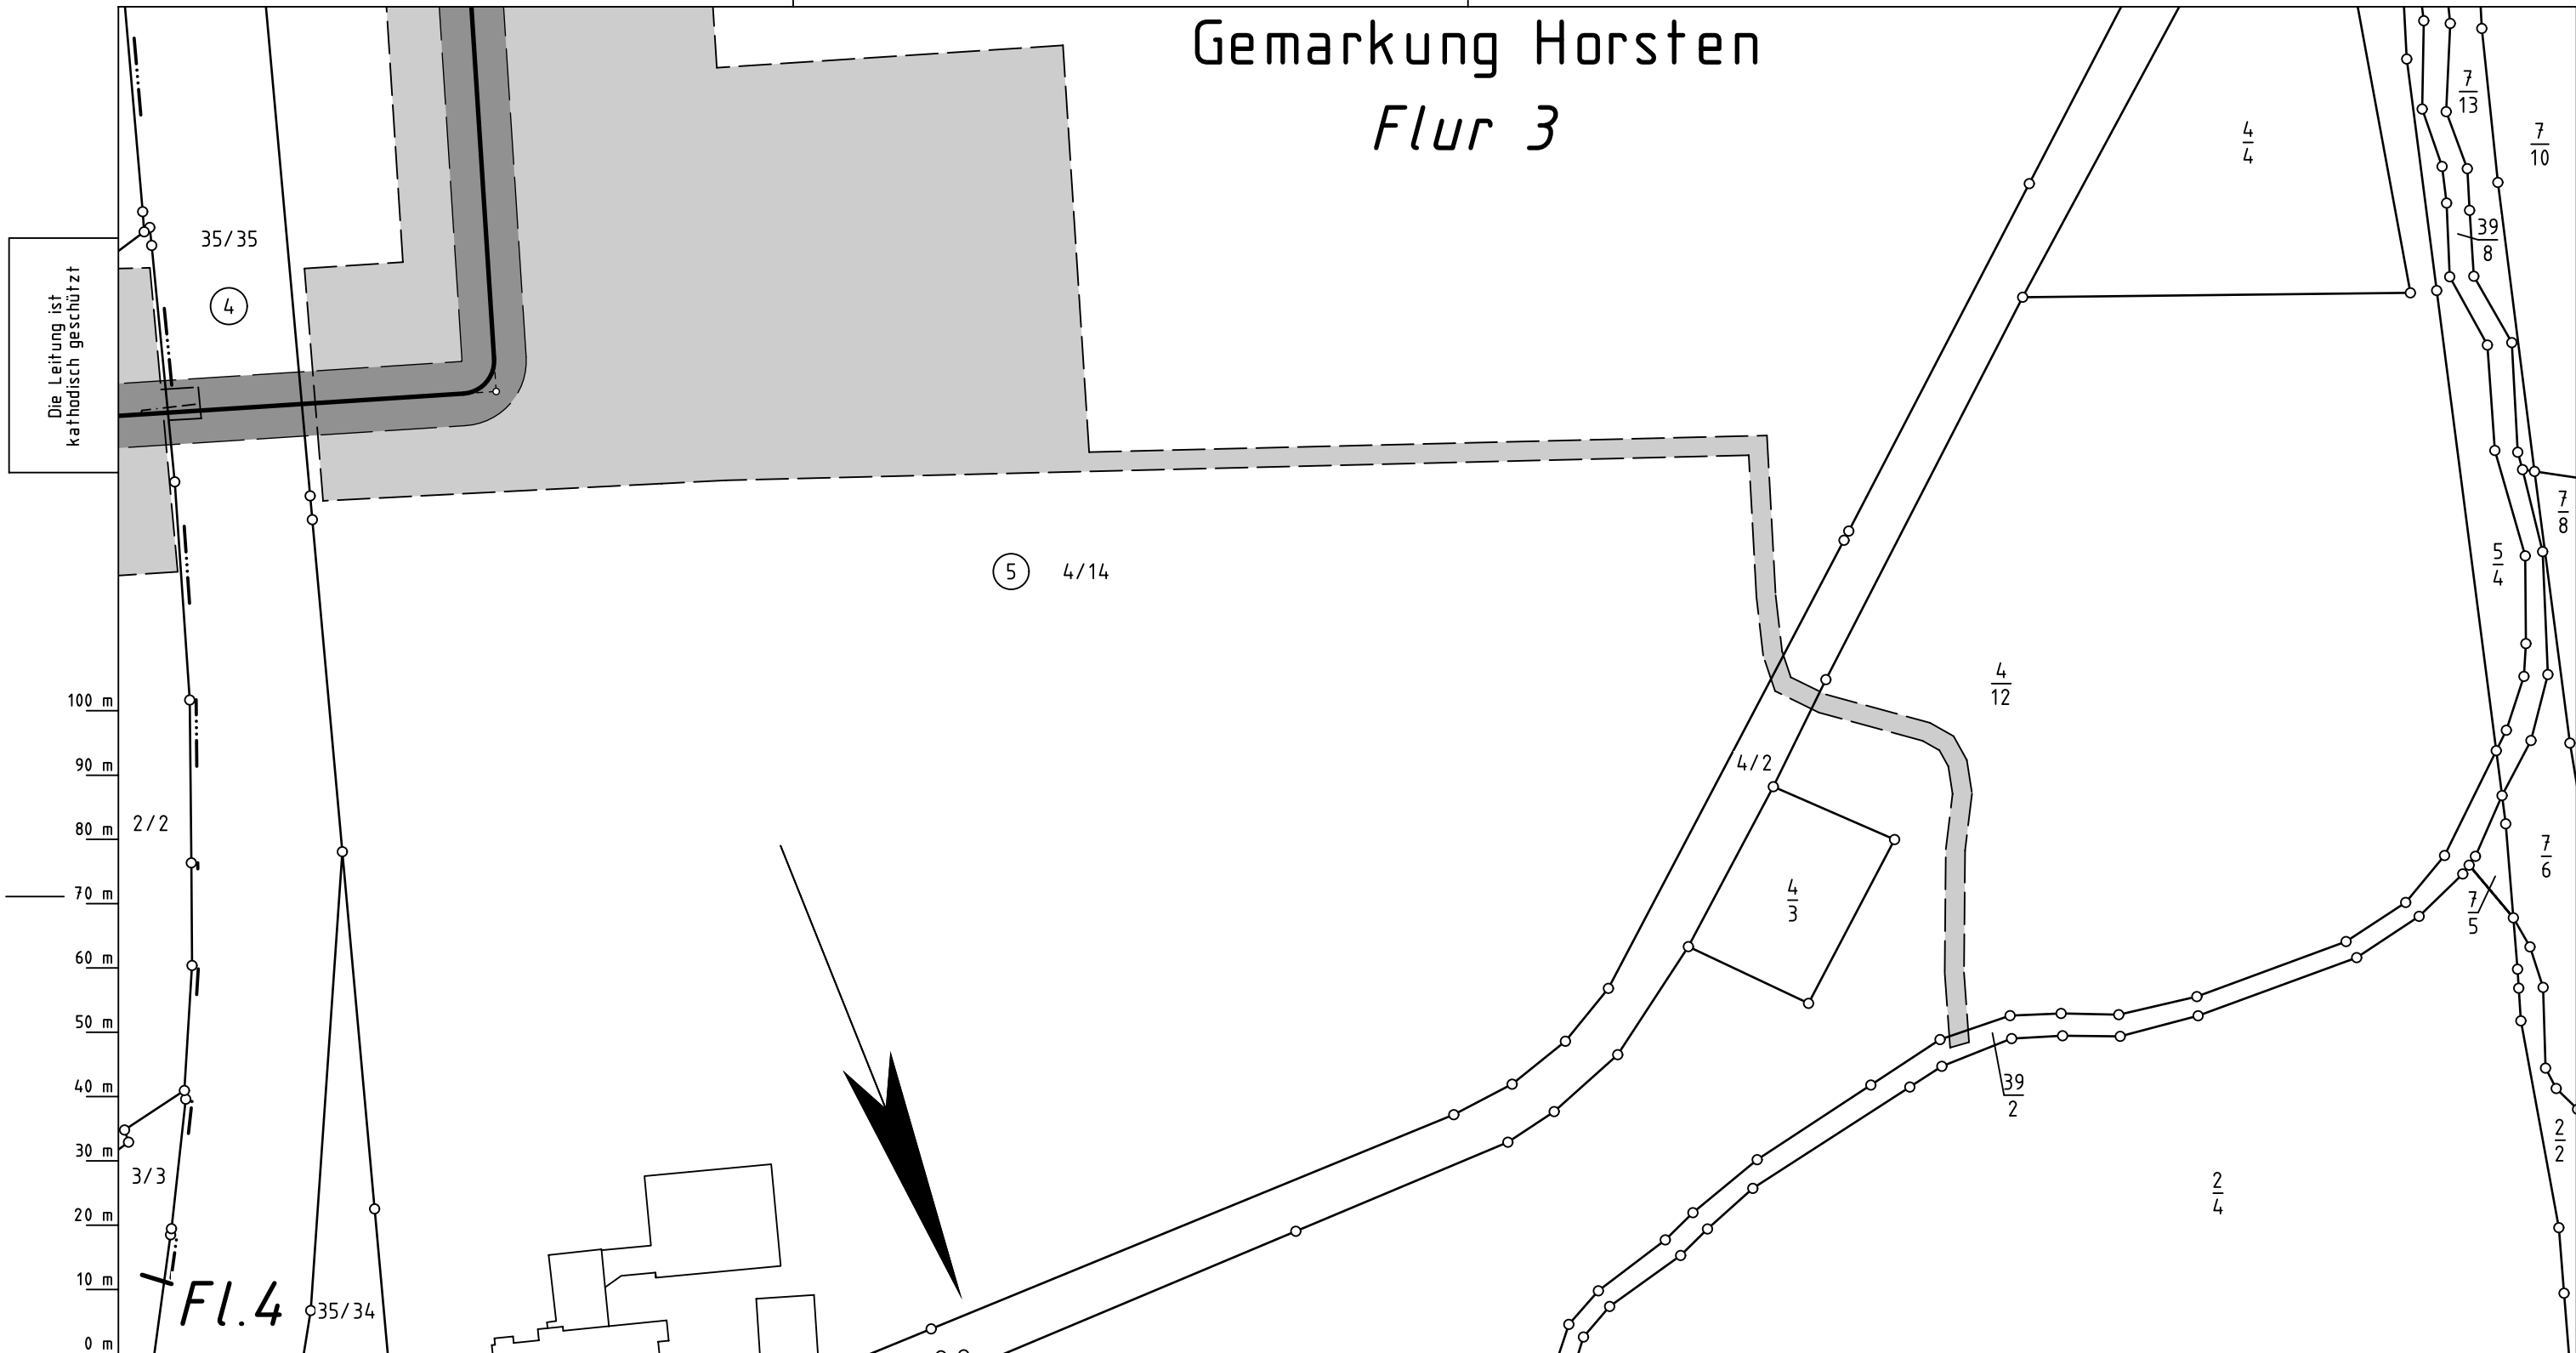 Gemarkung Horsten
Flur 3
7
13
4
4
7
10
35/35
39
8
4
Die Leitung ist
kathodisch geschützt
7
8
5
4
5 4/14
4
12
100 m
90 m
4/2
80 m
2/2
7
6
70 m
4
3
7
5
60 m
50 m
40 m
39
2
30 m
2
2
3/3
2
4
20 m
10 m
Fl.4
35/34
0 m